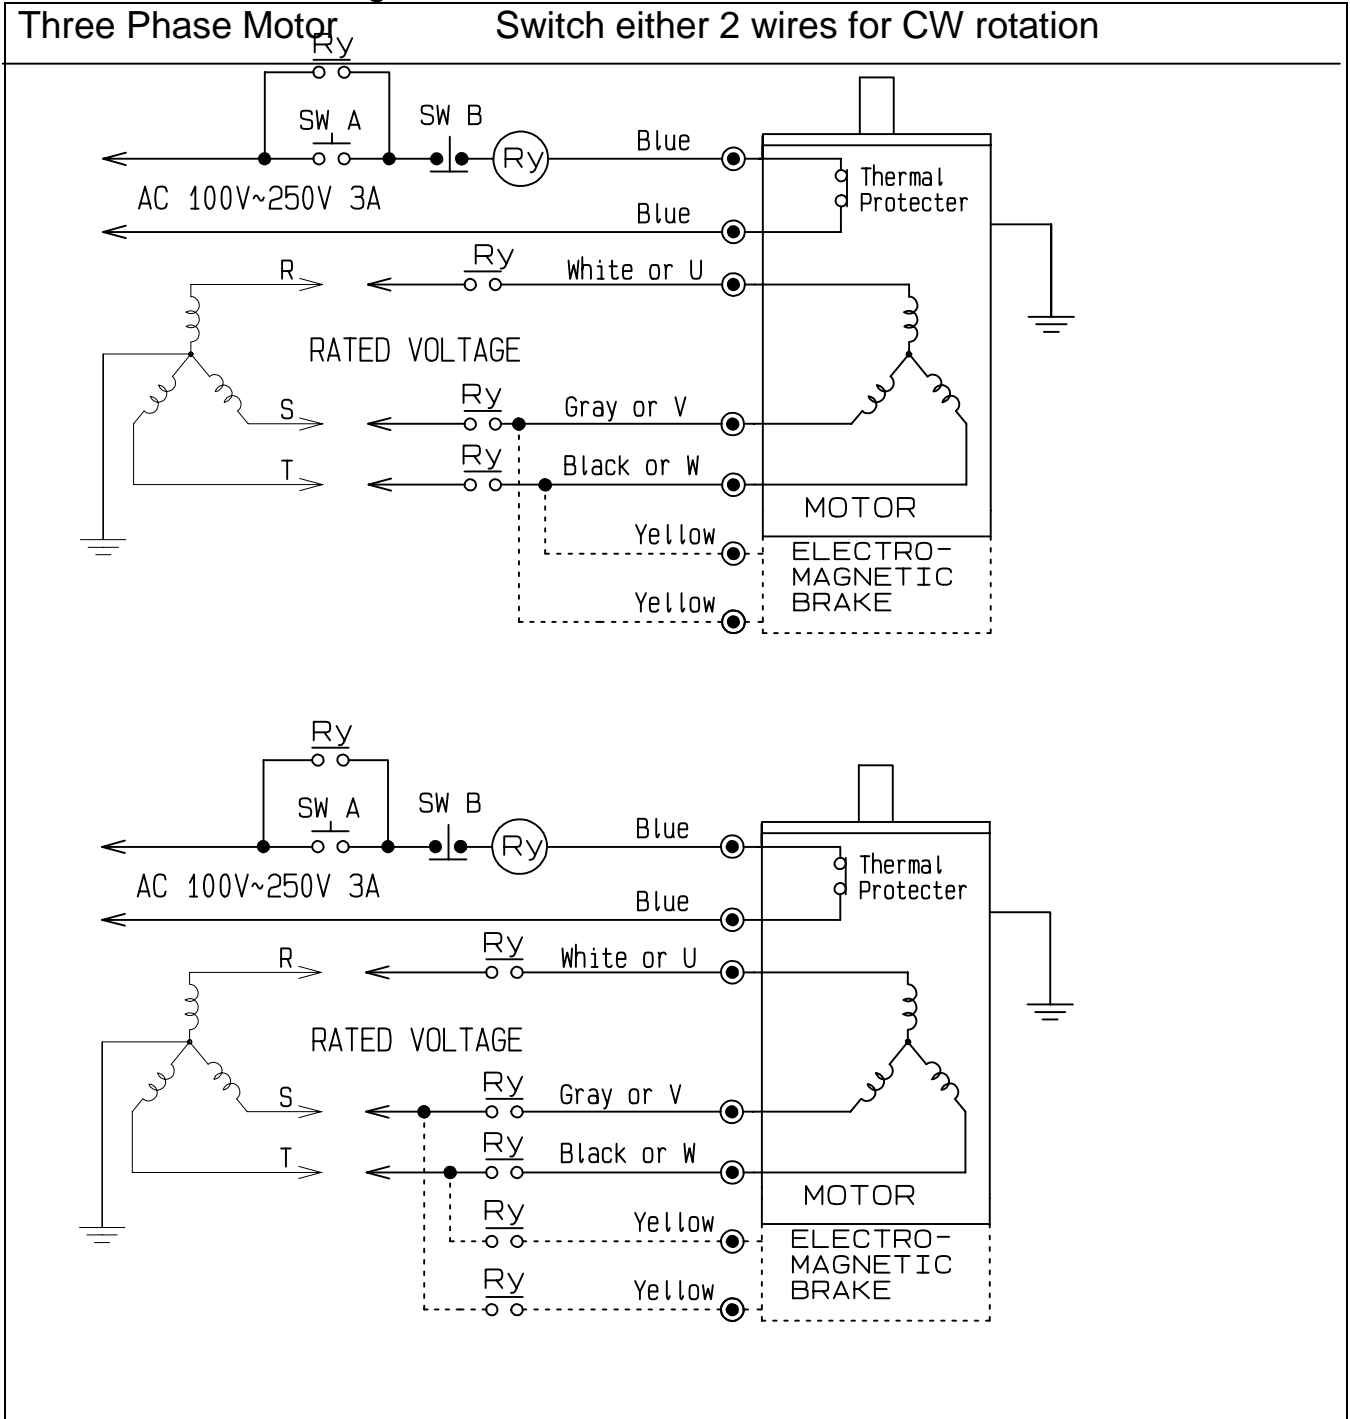 Three Phase Motor Switch either 2 wires for CW rotation
Ry
SW A SW B
Ry Blue
Thermal
Protecter
AC 100V~250V 3A
Blue
R Ry White or U
RATED VOLTAGE
S Ry Gray or V
T Ry Black or W
MOTOR
Yellow
ELECTRO-
MAGNETIC
BRAKE
Yellow
Ry
SW A SW B
Ry Blue
Thermal
Protecter
AC 100V~250V 3A
Blue
R Ry White or U
RATED VOLTAGE
S Ry Gray or V
T Ry Black or W
MOTOR
Ry Yellow
ELECTRO-
MAGNETIC
BRAKE
Ry Yellow